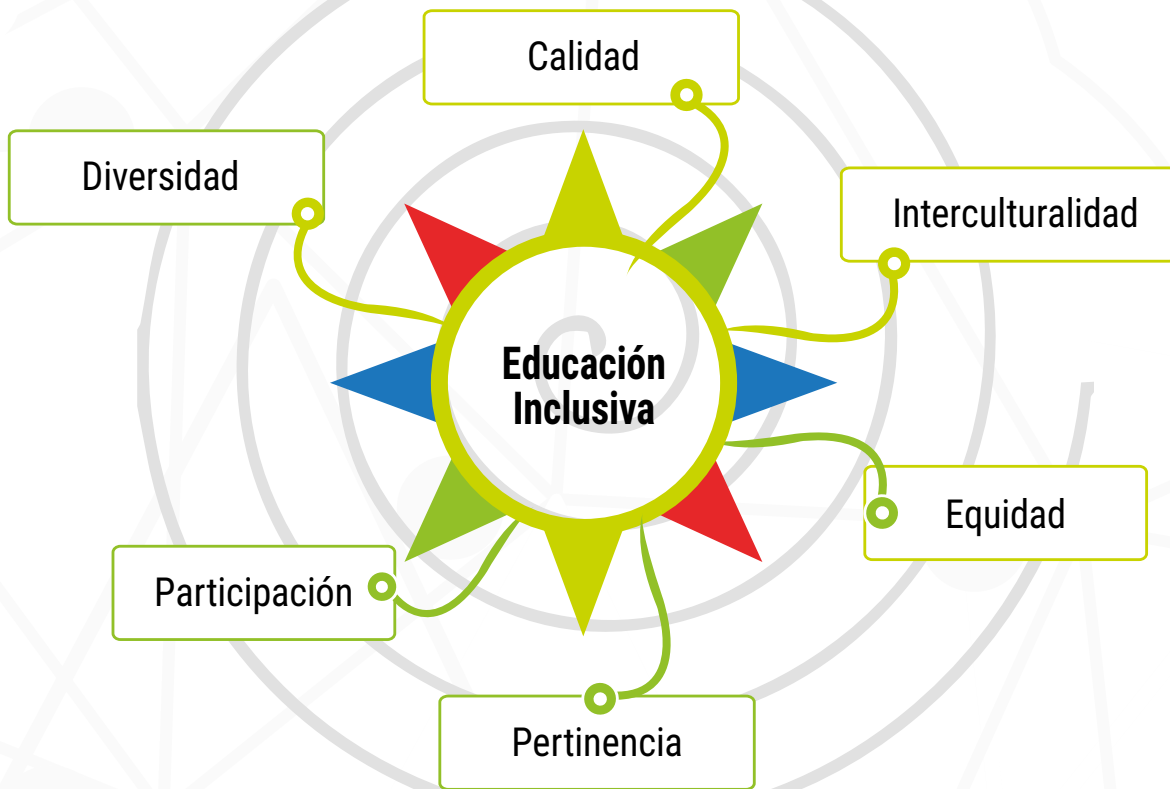 Calidad
Diversidad
Interculturalidad
Educación
Inclusiva
Equidad
Participación
Pertinencia